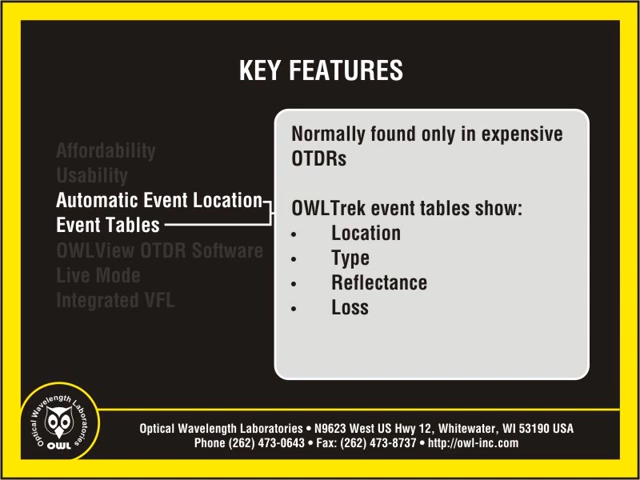 KEY FEATURES
Affordability
Usability
Automatic Event Location
Event Tables
OWLView OTDR Software
Live Mode
Integrated VFL
Normally found only in expensive
OTDRs
OWLTrek event tables show:
• Location
• Type
• Reflectance
• Loss
Optical Wavelength Laboratories
OWL
Optical Wavelength Laboratories • N9623 West US Hwy 12, Whitewater, WI 53190 USA
Phone (262) 473-0643 • Fax: (262) 473-8737 • http://owl-inc.com